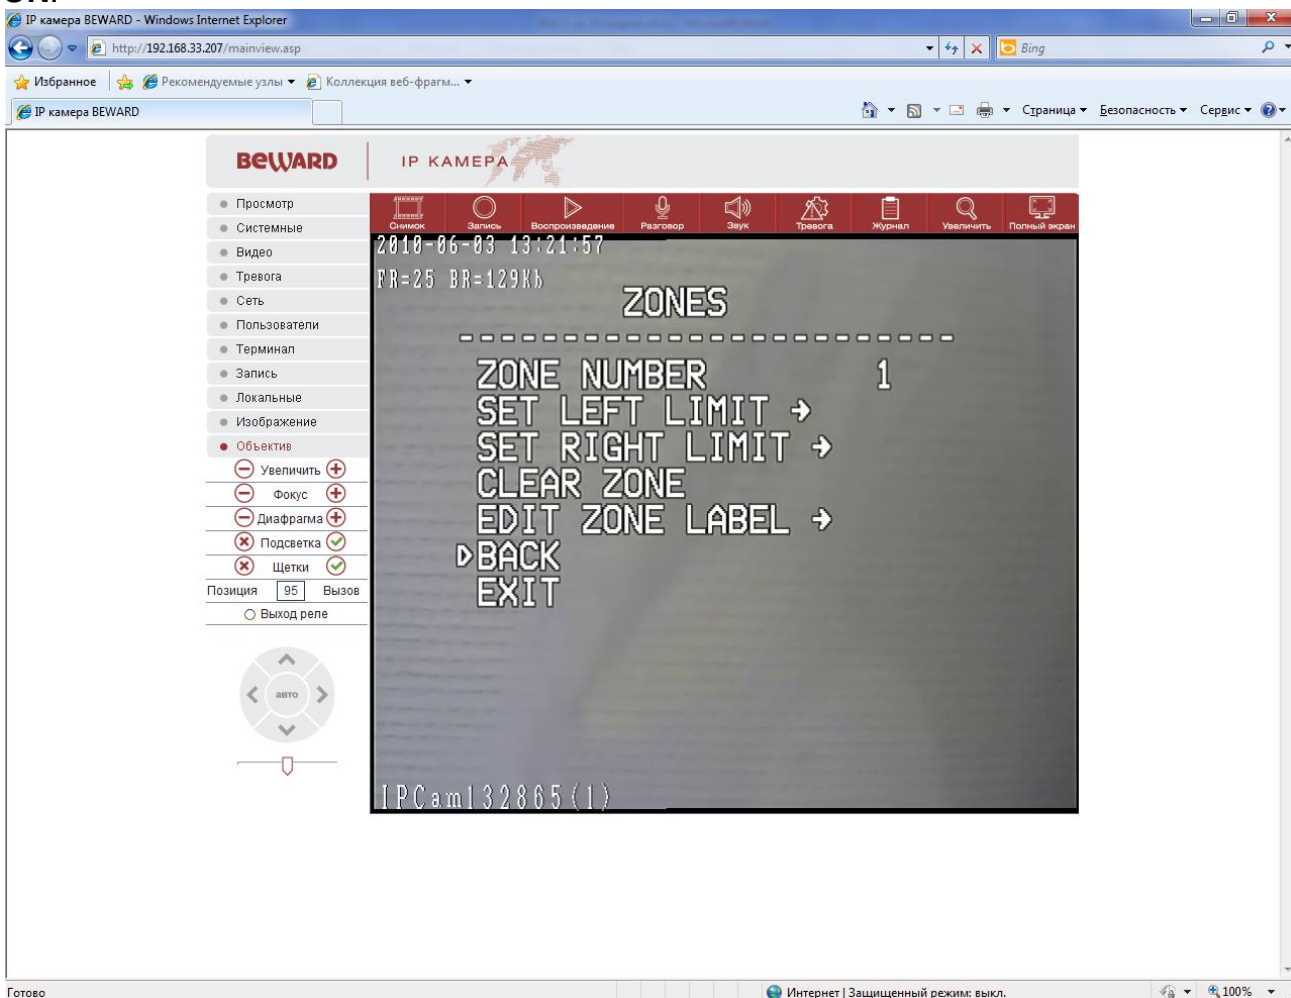 IP камера BEWARD - Windows Internet Explorer
http://192.168.33.207/mainview.asp
Bing
Избранное Рекомендуемые узлы Коллекция веб-фрагм...
IP камера BEWARD Страница Безопасность Сервис
BEWARD IP КАМЕРА
Просмотр
Системные
Видео
Тревога
Сеть
Пользователи
Терминал
Запись
Локальные
Изображение
Объектив
Увеличить
Фокус
Диафрагма
Подсветка
Щетки
Позиция 95 Вызов
Выход реле
авто
Снимок Запись Воспроизведение Разговор Звук Тревога Журнал Увеличить Полный экран
2010-06-03 13:21:57
FR=25 BR=129Kb
ZONES
--------------------------
ZONE NUMBER 1
SET LEFT LIMIT →
SET RIGHT LIMIT →
CLEAR ZONE
EDIT ZONE LABEL →
BACK
EXIT
IPCam132865(1)
Готово Интернет | Защищенный режим: выкл. 100%